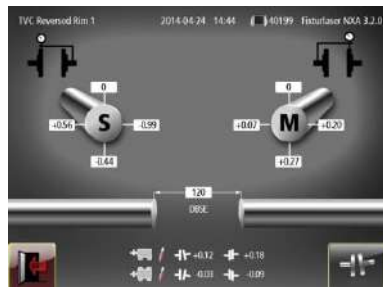 TVC Reversed Rim 1 2014-04-24 14:44 40199 Fixturlaser NXA 3.2.0
0 0
+0.56 S -0.99 +0.07 M +0.20
-0.44 +0.27
120
DBSE
+0.12 +0.18
-0.03 -0.09